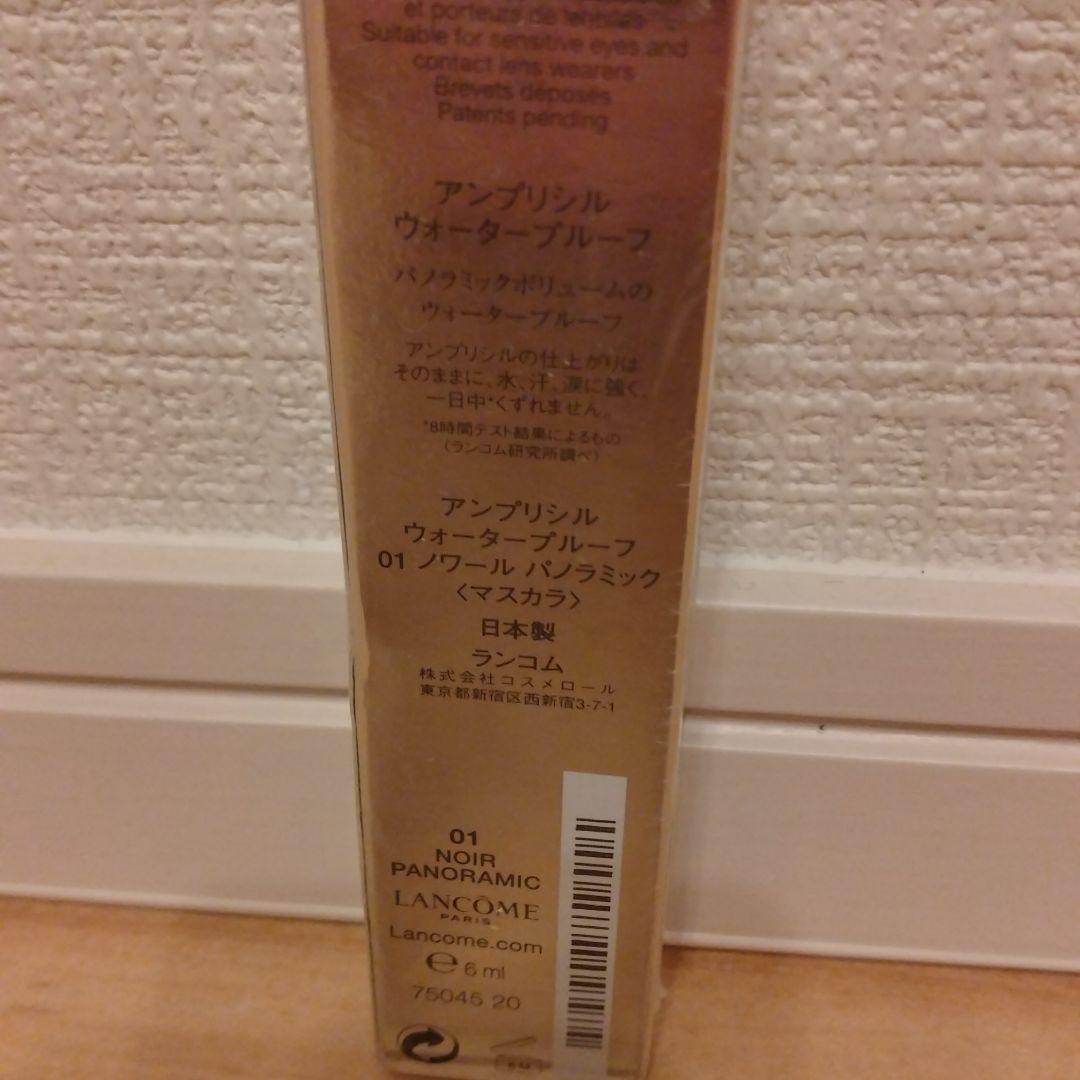 et porteurs de lentilles
Suitable for sensitive eyes and
contact lens wearers
Brevets déposés
Patents pending
アンプリシル
ウォータープルーフ
パノラミックボリュームの
ウォータープルーフ
アンプリシルの仕上がりは
そのままに、水、汗、涙に強く、
一日中*くずれません。
*8時間テスト結果によるもの
(ランコム研究所調べ)
アンプリシル
ウォータープルーフ
01 ノワール パノラミック
〈マスカラ〉
日本製
ランコム
株式会社コスメロール
東京都新宿区西新宿3-7-1
01
NOIR
PANORAMIC
LANCÔME
PARIS
Lancome.com
℮ 6 ml
75045 20
6 M